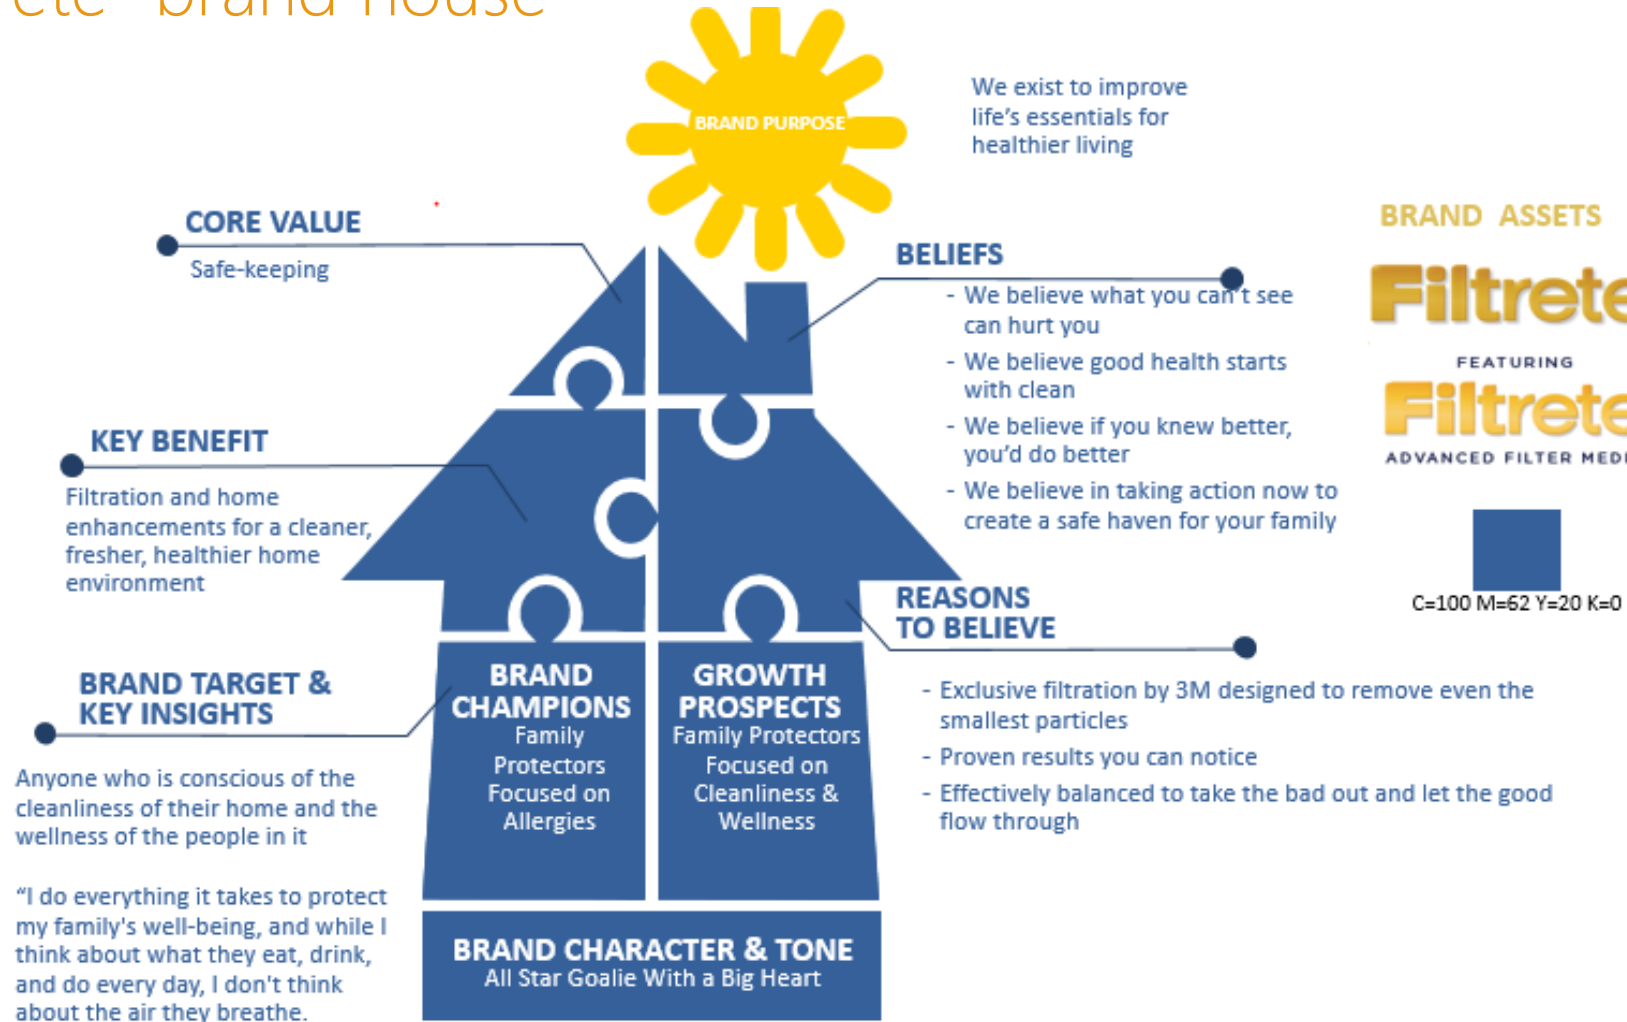 ete brand house
BRAND PURPOSE
We exist to improve
life's essentials for
healthier living
CORE VALUE
Safe-keeping
BELIEFS
- We believe what you can't see
can hurt you
- We believe good health starts
with clean
- We believe if you knew better,
you'd do better
- We believe in taking action now to
create a safe haven for your family
BRAND ASSETS
Filtrete
FEATURING
Filtrete
ADVANCED FILTER MEDI
C=100 M=62 Y=20 K=0
KEY BENEFIT
Filtration and home
enhancements for a cleaner,
fresher, healthier home
environment
REASONS
TO BELIEVE
- Exclusive filtration by 3M designed to remove even the
smallest particles
- Proven results you can notice
- Effectively balanced to take the bad out and let the good
flow through
BRAND TARGET &
KEY INSIGHTS
Anyone who is conscious of the
cleanliness of their home and the
wellness of the people in it
“I do everything it takes to protect
my family's well-being, and while I
think about what they eat, drink,
and do every day, I don't think
about the air they breathe.
BRAND
CHAMPIONS
Family
Protectors
Focused on
Allergies
GROWTH
PROSPECTS
Family Protectors
Focused on
Cleanliness &
Wellness
BRAND CHARACTER & TONE
All Star Goalie With a Big Heart